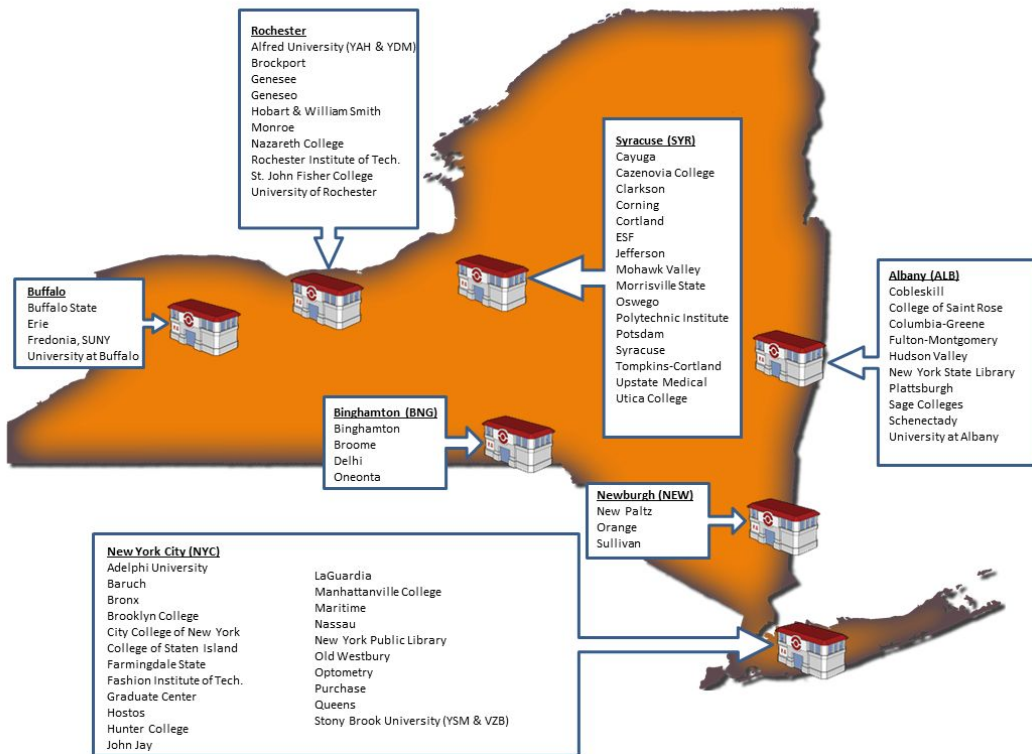 Rochester
Alfred University (YAH & YDM)
Brockport
Genesee
Geneseo
Hobart & William Smith
Monroe
Nazareth College
Rochester Institute of Tech.
St. John Fisher College
University of Rochester
Syracuse (SYR)
Cayuga
Cazenovia College
Clarkson
Corning
Cortland
ESF
Jefferson
Mohawk Valley
Morrisville State
Oswego
Polytechnic Institute
Potsdam
Syracuse
Tompkins-Cortland
Upstate Medical
Utica College
Buffalo
Buffalo State
Erie
Fredonia, SUNY
University at Buffalo
Albany (ALB)
Cobleskill
College of Saint Rose
Columbia-Greene
Fulton-Montgomery
Hudson Valley
New York State Library
Plattsburgh
Sage Colleges
Schenectady
University at Albany
Binghamton (BNG)
Binghamton
Broome
Delhi
Oneonta
Newburgh (NEW)
New Paltz
Orange
Sullivan
New York City (NYC)
Adelphi University
Baruch
Bronx
Brooklyn College
City College of New York
College of Staten Island
Farmingdale State
Fashion Institute of Tech.
Graduate Center
Hostos
Hunter College
John Jay
LaGuardia
Manhattanville College
Maritime
Nassau
New York Public Library
Old Westbury
Optometry
Purchase
Queens
Stony Brook University (YSM & VZB)